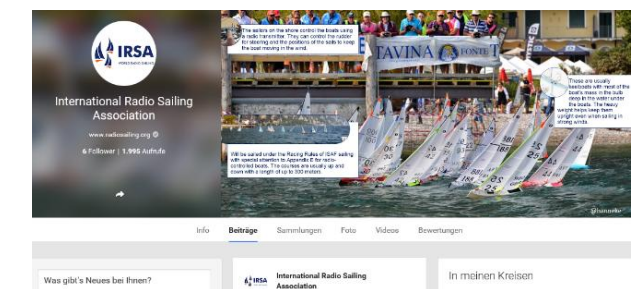 IRSA
International Radio Sailing
Association
www.radiosailing.org
6 Follower | 1.995 Aufrufe
The sailors on the shore control the boats using
a radio transmitter. They can control the rudder
for steering and the positions of the sails to keep
the boat moving in the wind.
TAVINA
FONTE
These are usually
keelboats with most of the
boat's mass in the bulb
deep in the water under
the boats. The heavy
weight helps keep them
upright even when sailing in
strong winds.
Will be sailed under the Racing Rules of ISAF sailing
with special attention to Appendix E for radio-
controlled boats. The courses are usually up and
down with a length of up to 300 meters.
Info Beiträge Sammlungen Foto Videos Bewertungen
Was gibt's Neues bei Ihnen?
IRSA
International Radio Sailing
Association
In meinen Kreisen